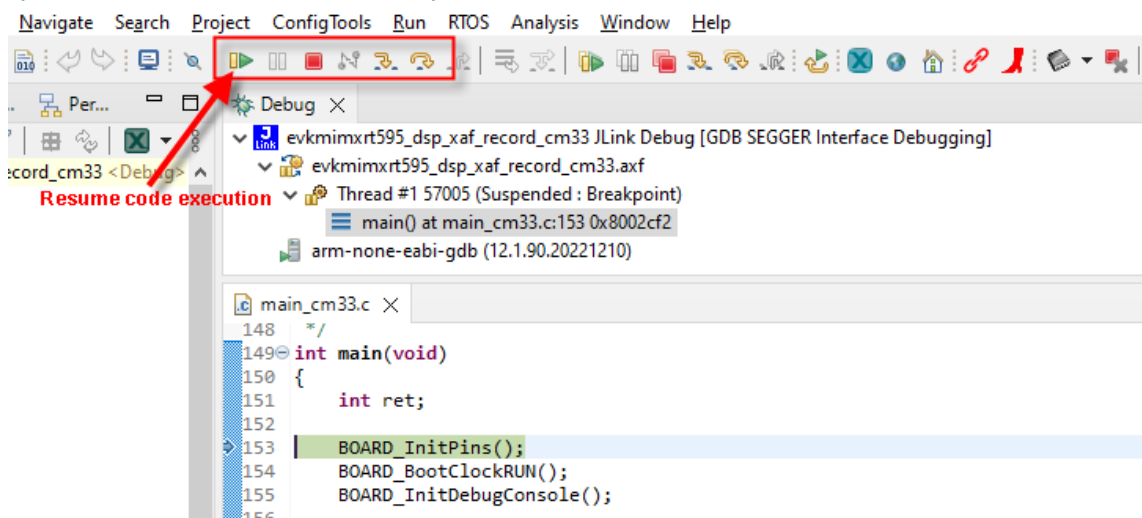 Navigate Search Project ConfigTools Run RTOS Analysis Window Help
010
Per...
Debug
Link evkmimxrt595_dsp_xaf_record_cm33 JLink Debug [GDB SEGGER Interface Debugging]
evkmimxrt595_dsp_xaf_record_cm33.axf
ecord_cm33 <Debug>
Resume code execution
Thread #1 57005 (Suspended : Breakpoint)
main() at main_cm33.c:153 0x8002cf2
arm-none-eabi-gdb (12.1.90.20221210)
.c main_cm33.c
148 */
149 int main(void)
150 {
151 int ret;
152
153 BOARD_InitPins();
154 BOARD_BootClockRUN();
155 BOARD_InitDebugConsole();
156